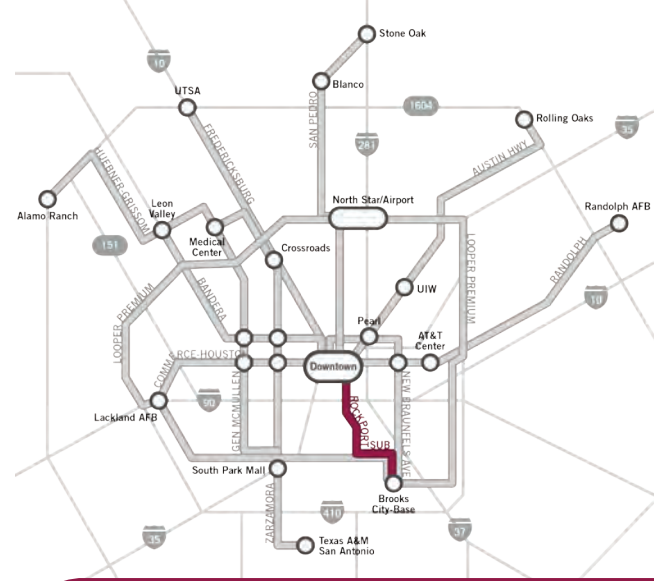 Stone Oak
10
281
Blanco
UTSA
1604
SAN PEDRO
Rolling Oaks
35
FREDERICKSBURG
281
AUSTIN HWY
HUEBNER-GRISSOM
Alamo Ranch
Leon
Valley
North Star/Airport
Randolph AFB
Medical
Center
151
Crossroads
LOOPER PREMIUM
RANDOLPH
10
UIW
BANDERA
LOOPER PREMIUM
Pearl
AT&T
Center
COMMERCE-HOUSTON
Downtown
90
Lackland AFB
GEN MCMULLEN
ROCKPORT
SUB
NEW BRAUNFELS AVE
South Park Mall
Brooks
City-Base
ZARZAMORA
410
35
37
Texas A&M
San Antonio